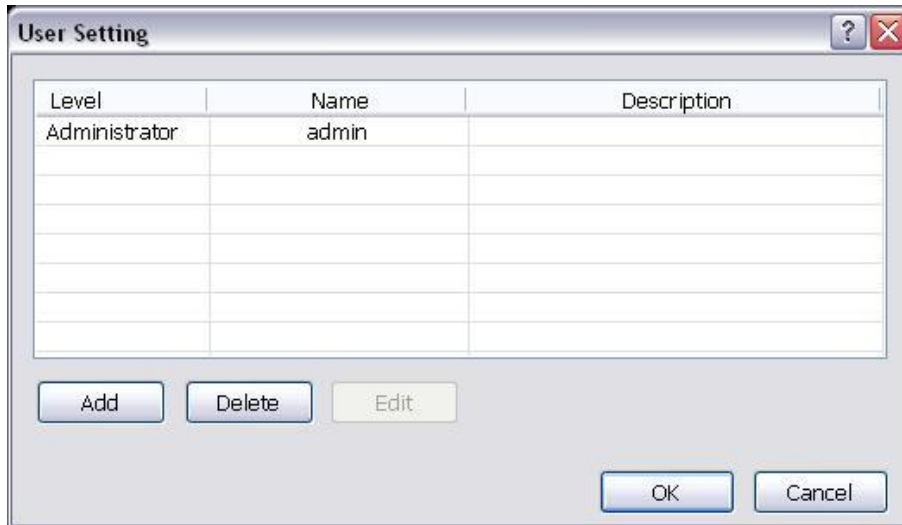 User Setting
?
Level Name Description
Administrator admin
Add Delete Edit
OK Cancel